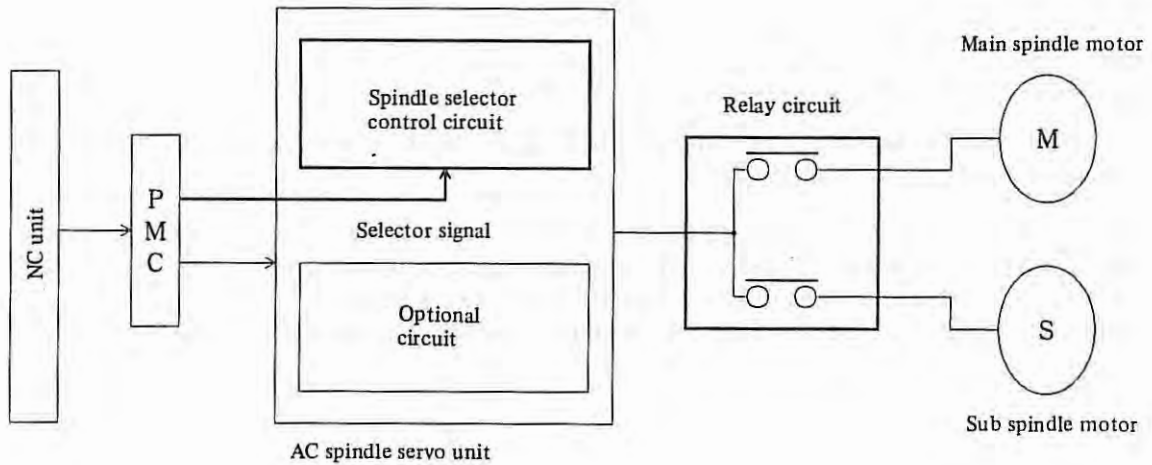 Main spindle motor
Spindle selector
control circuit
Relay circuit
M
NC unit
P
M
C
Selector signal
Optional
circuit
S
Sub spindle motor
AC spindle servo unit